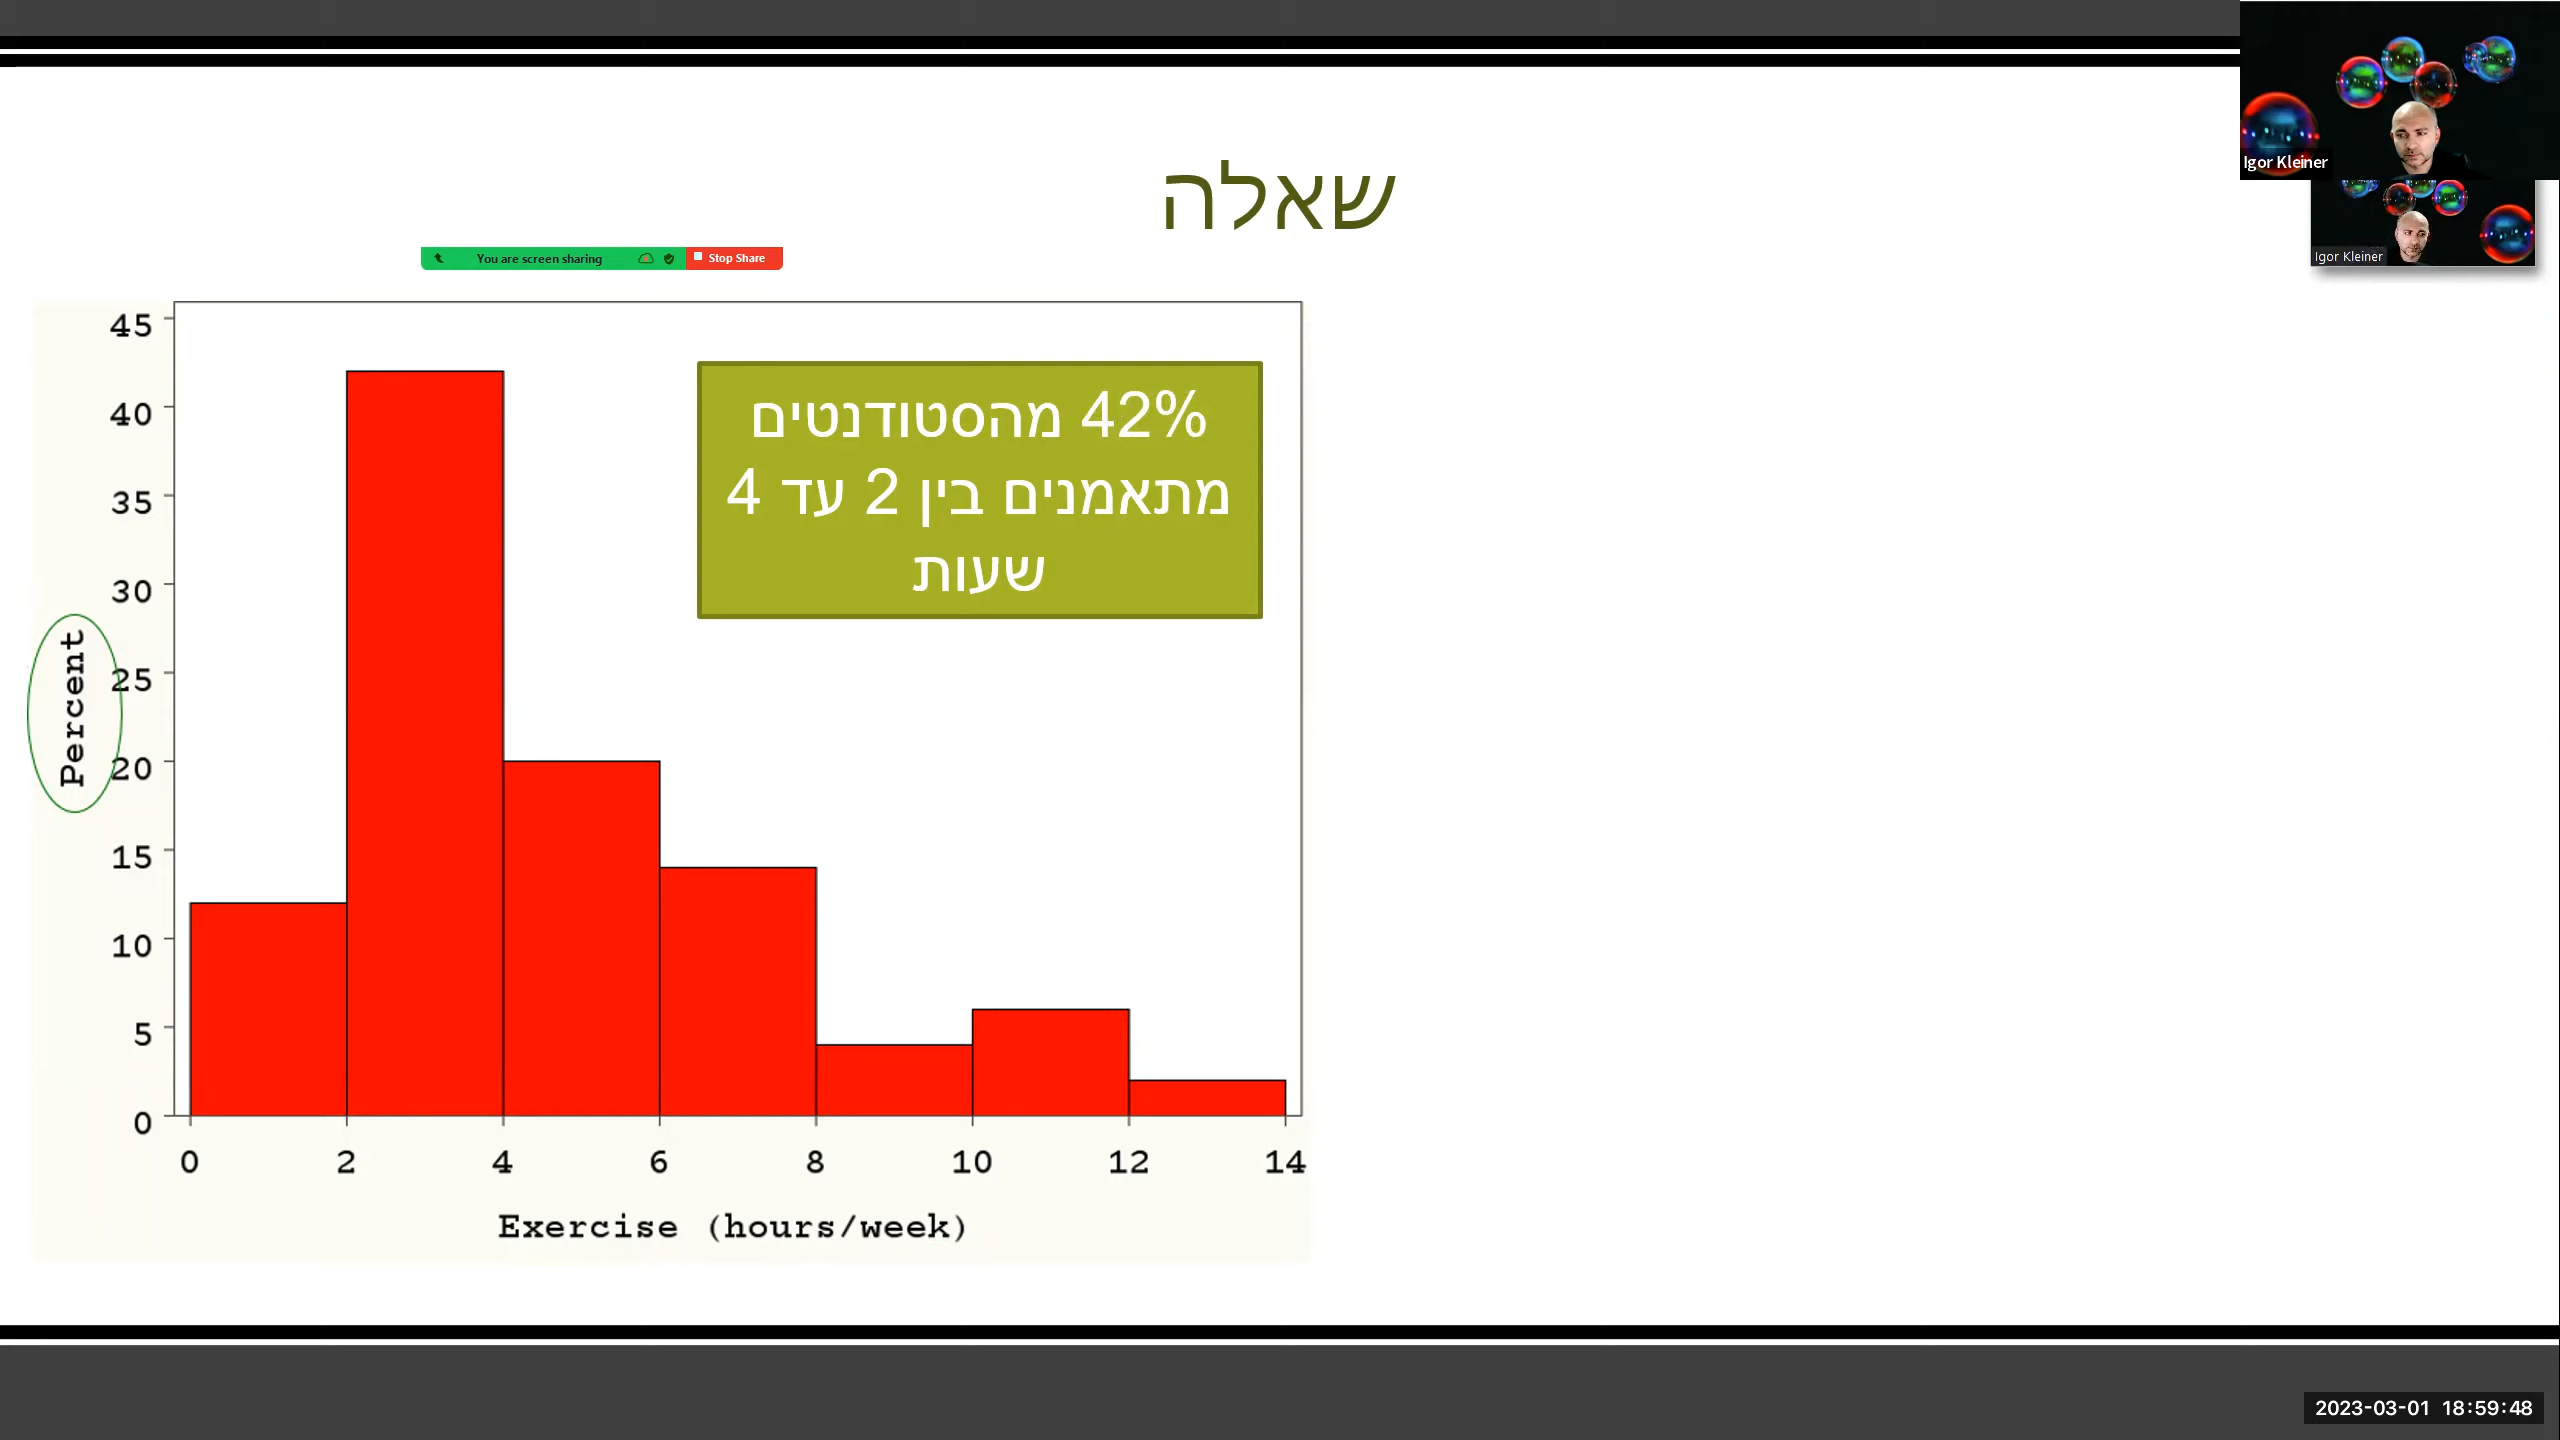 Igor Kleiner
שאלה
You are screen sharing
Stop Share
Igor Kleiner
45
40
35
30
25
20
15
10
5
0
Percent
42% מהסטודנטים
מתאמנים בין 2 עד 4
שעות
0 2 4 6 8 10 12 14
Exercise (hours/week)
2023-03-01 18:59:48